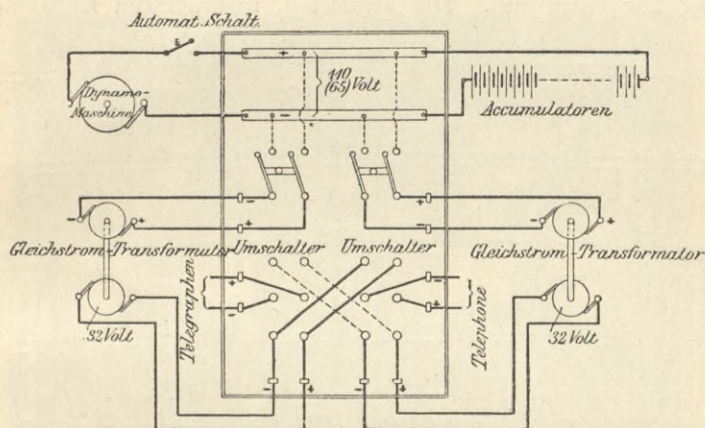 Automat. Schalt.
+
110
(65) Volt
Dynamo-
Maschine
−
Accumulatoren
− + − + + − − +
Gleichstrom-Transformator Umschalter Umschalter Gleichstrom-Transformator
Telegraphen
+
−
−
+
Telephone
32 Volt
32 Volt
− + − +